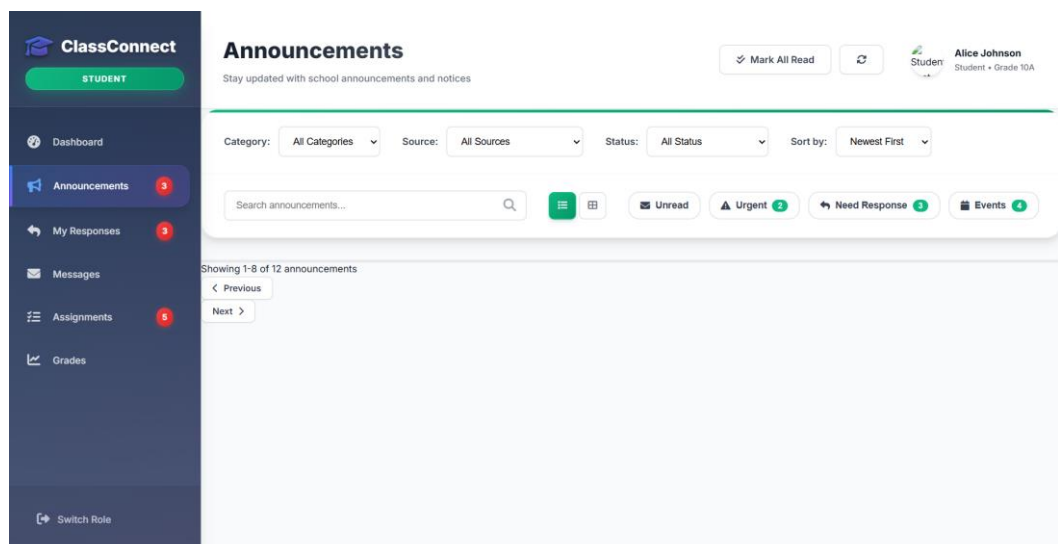 ClassConnect
STUDENT
Dashboard
Announcements 3
My Responses 3
Messages
Assignments 5
Grades
Switch Role
Announcements
Stay updated with school announcements and notices
Mark All Read
Studen
Alice Johnson
Student • Grade 10A
Category: All Categories Source: All Sources Status: All Status Sort by: Newest First
Search announcements... Unread Urgent 2 Need Response 3 Events 4
Showing 1-8 of 12 announcements
Previous
Next